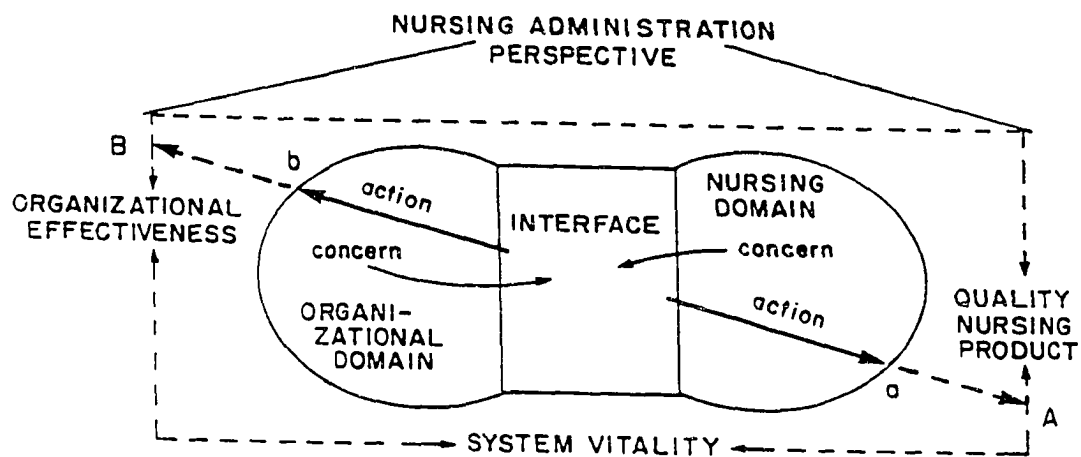 NURSING ADMINISTRATION
PERSPECTIVE
B
b
action
NURSING
DOMAIN
ORGANIZATIONAL
EFFECTIVENESS
INTERFACE
concern
concern
ORGANI-
ZATIONAL
DOMAIN
action
QUALITY
NURSING
PRODUCT
a
A
SYSTEM VITALITY